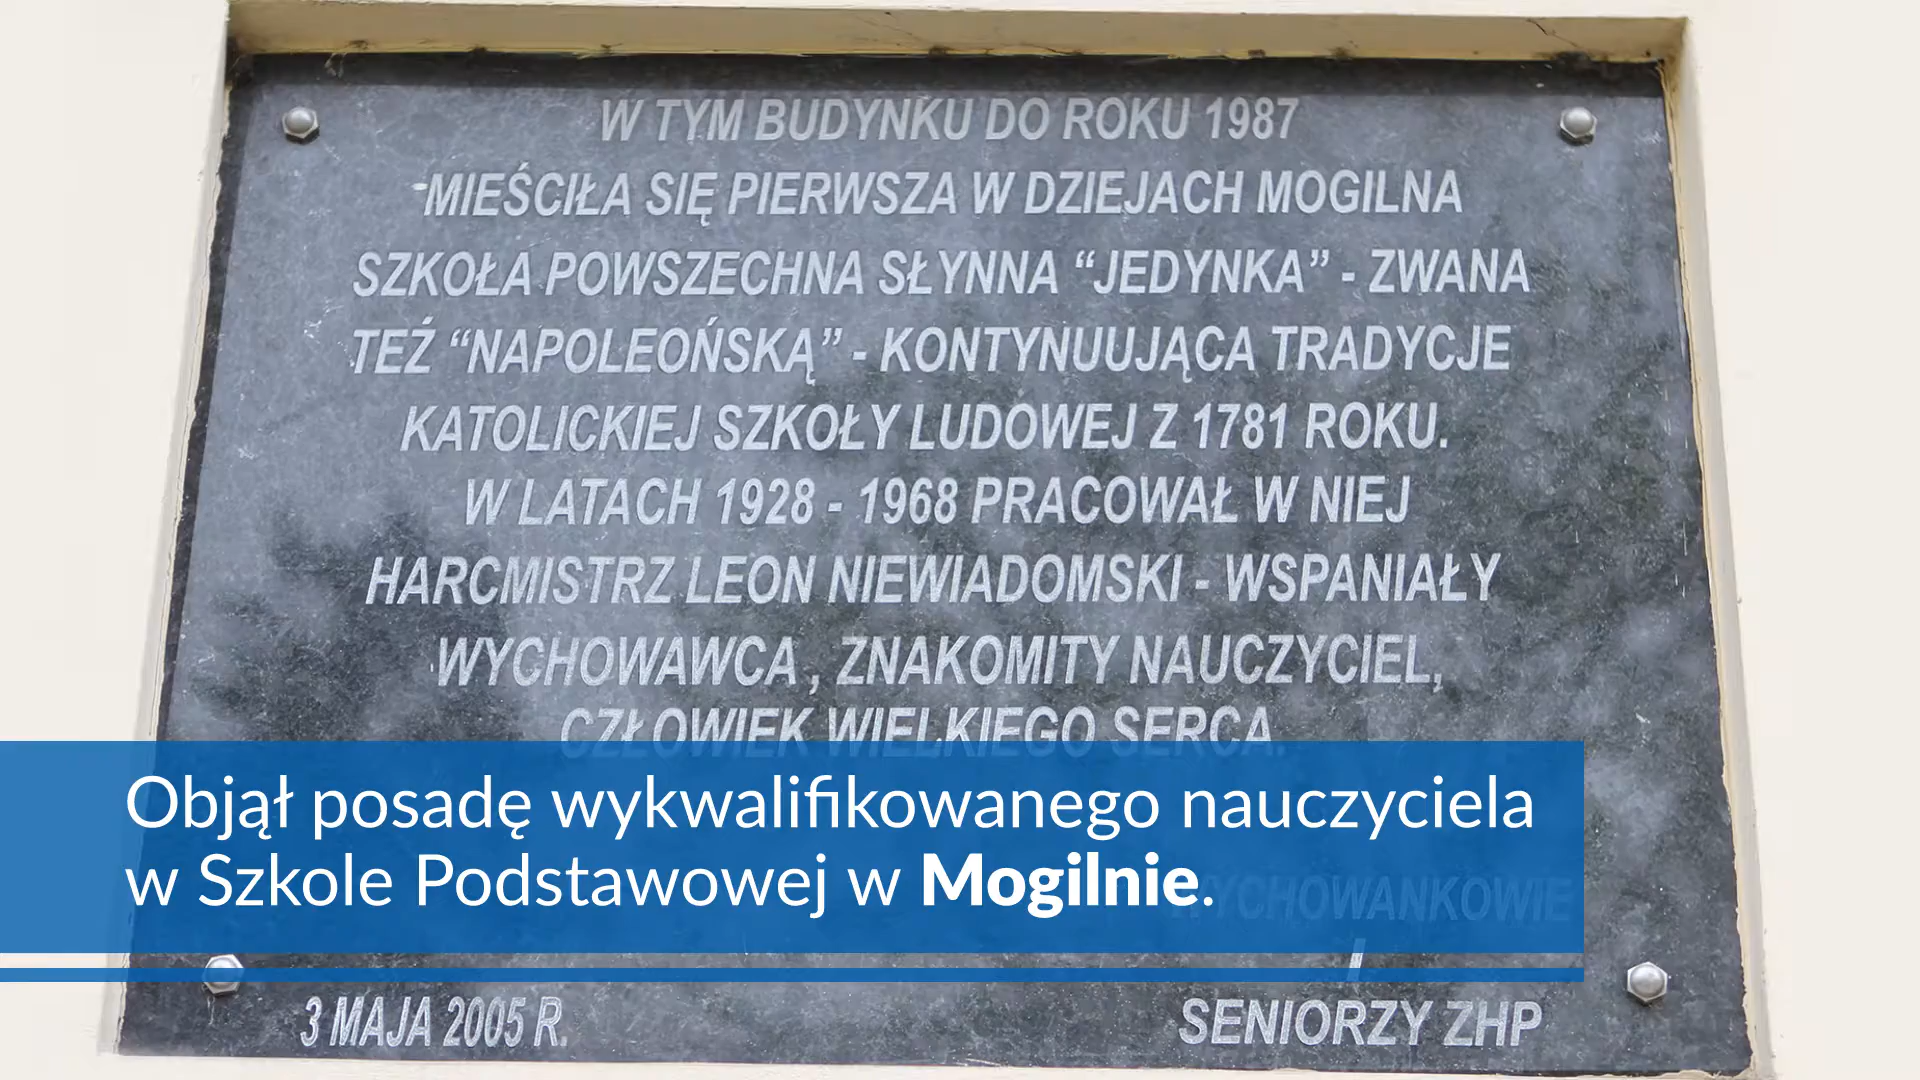 W TYM BUDYNKU DO ROKU 1987
MIEŚCIŁA SIĘ PIERWSZA W DZIEJACH MOGILNA
SZKOŁA POWSZECHNA SŁYNNA “JEDYNKA” - ZWANA
TEŻ “NAPOLEOŃSKĄ” - KONTYNUUJĄCA TRADYCJE
KATOLICKIEJ SZKOŁY LUDOWEJ Z 1781 ROKU.
W LATACH 1928 - 1968 PRACOWAŁ W NIEJ
HARCMISTRZ LEON NIEWIADOMSKI - WSPANIAŁY
WYCHOWAWCA , ZNAKOMITY NAUCZYCIEL,
CZŁOWIEK WIELKIEGO SERCA.
Objął posadę wykwalifikowanego nauczyciela
w Szkole Podstawowej w Mogilnie.
WYCHOWANKOWIE
I
3 MAJA 2005 R.
SENIORZY ZHP